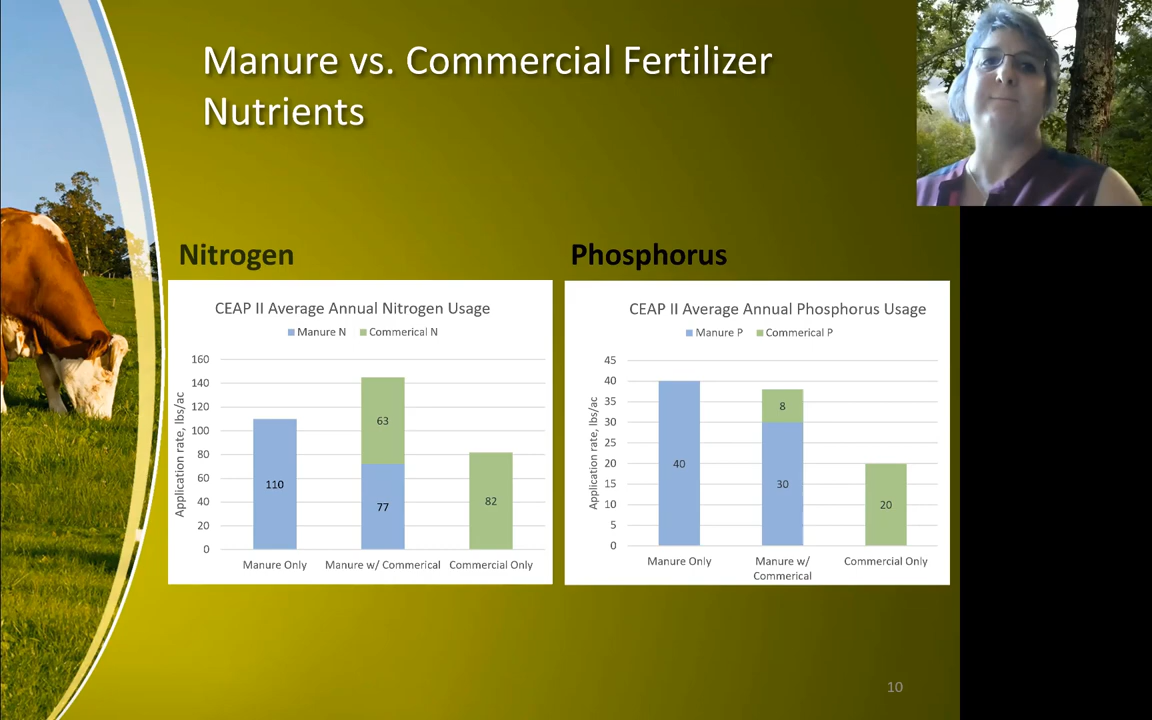 Manure vs. Commercial Fertilizer
Nutrients
Nitrogen
CEAP II Average Annual Nitrogen Usage
Manure N
Commerical N
Application rate, lbs/ac
160
140
120
100
80
60
40
20
0
110
63
77
82
Manure Only
Manure w/ Commerical
Commercial Only
Phosphorus
CEAP II Average Annual Phosphorus Usage
Manure P
Commerical P
Application rate, lbs/ac
45
40
35
30
25
20
15
10
5
0
40
8
30
20
Manure Only
Manure w/
Commerical
Commercial Only
10